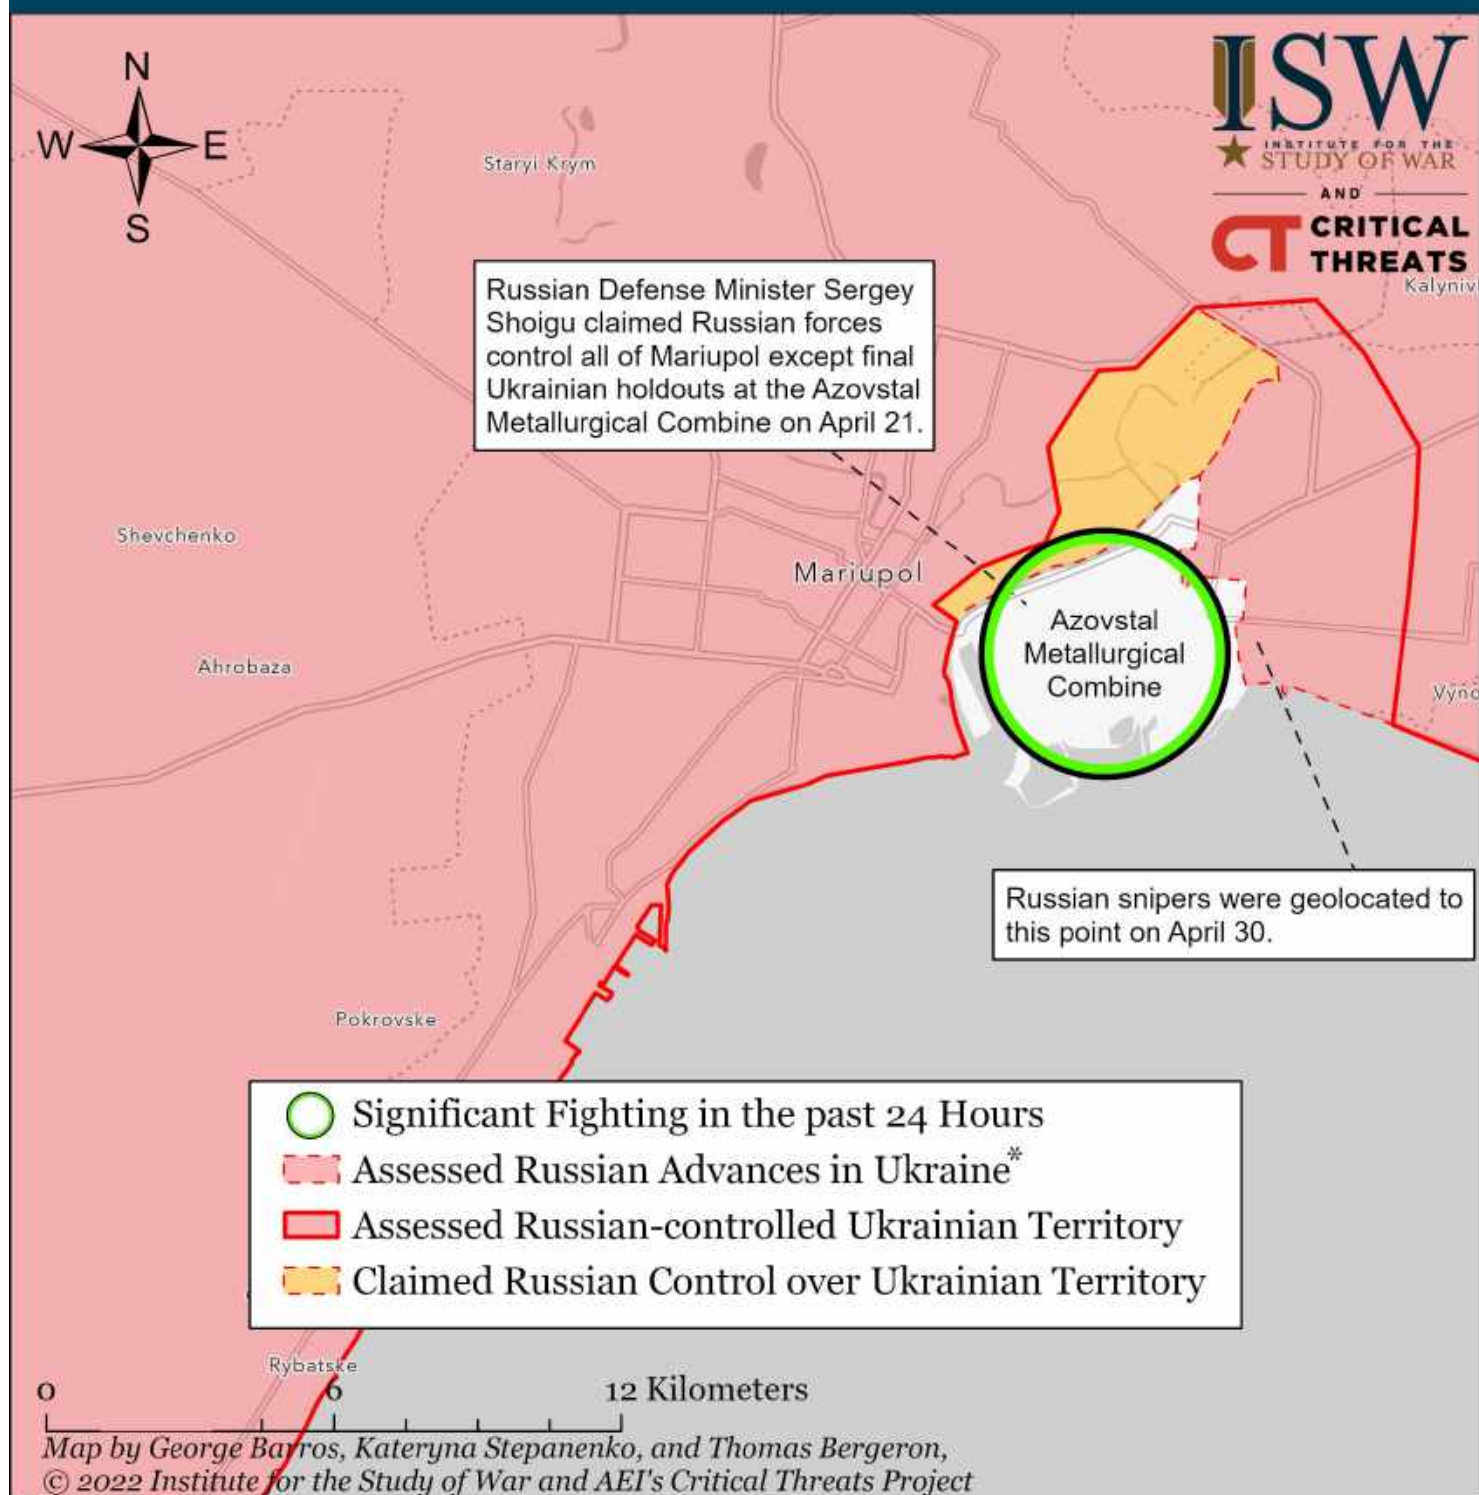 N
W E
S
Staryi Krym
ISW
INSTITUTE FOR THE
STUDY OF WAR
AND
CT CRITICAL
THREATS
Russian Defense Minister Sergey
Shoigu claimed Russian forces
control all of Mariupol except final
Ukrainian holdouts at the Azovstal
Metallurgical Combine on April 21.
Shevchenko
Mariupol
Azovstal
Metallurgical
Combine
Ahrobaza
Russian snipers were geolocated to
this point on April 30.
Pokrovske
Significant Fighting in the past 24 Hours
Assessed Russian Advances in Ukraine*
Assessed Russian-controlled Ukrainian Territory
Claimed Russian Control over Ukrainian Territory
Rybatske
0 6 12 Kilometers
Map by George Barros, Kateryna Stepanenko, and Thomas Bergeron,
© 2022 Institute for the Study of War and AEI's Critical Threats Project